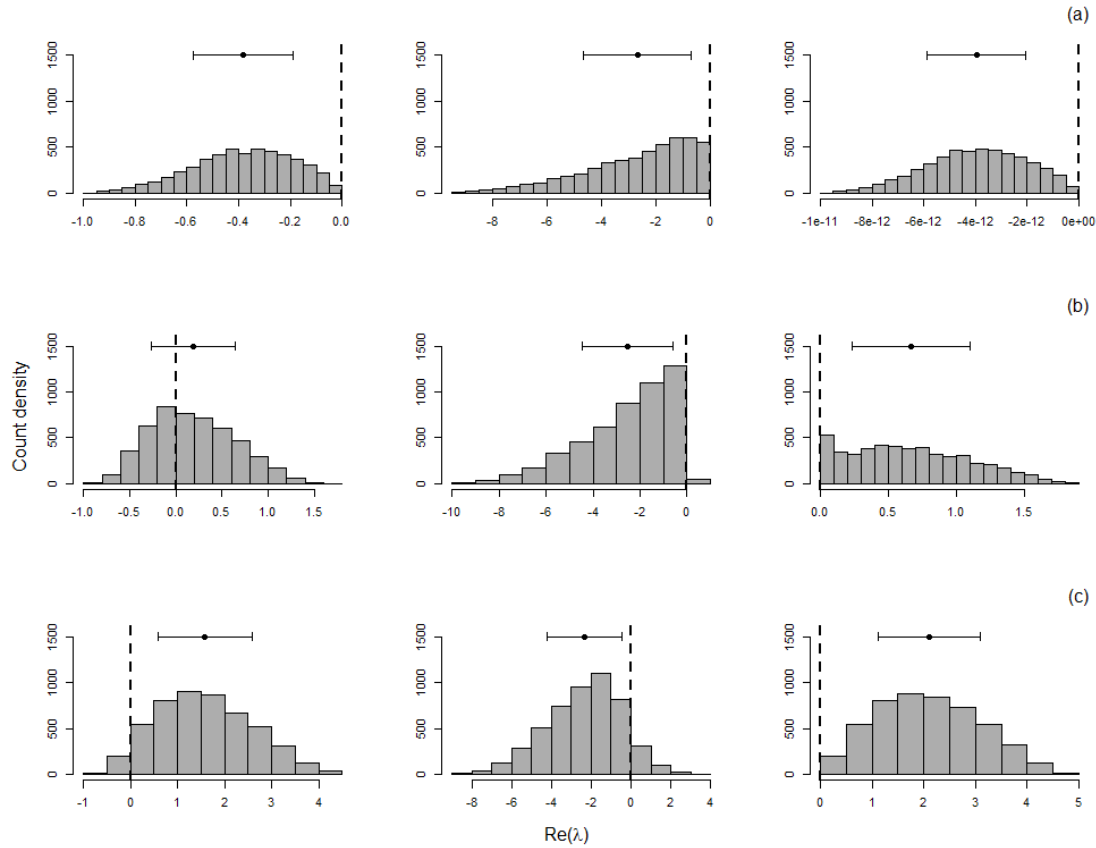 (a)
0 500 1000 1500
-1.0 -0.8 -0.6 -0.4 -0.2 0.0
0 500 1000 1500
-8 -6 -4 -2 0
0 500 1000 1500
-1e-11 -8e-12 -6e-12 -4e-12 -2e-12 0e+00
(b)
Count density
0 500 1000 1500
-1.0 -0.5 0.0 0.5 1.0 1.5
0 500 1000 1500
-10 -8 -6 -4 -2 0
0 500 1000 1500
0.0 0.5 1.0 1.5
(c)
0 500 1000 1500
-1 0 1 2 3 4
0 500 1000 1500
-8 -6 -4 -2 0 2 4
0 500 1000 1500
0 1 2 3 4 5
Re(λ)